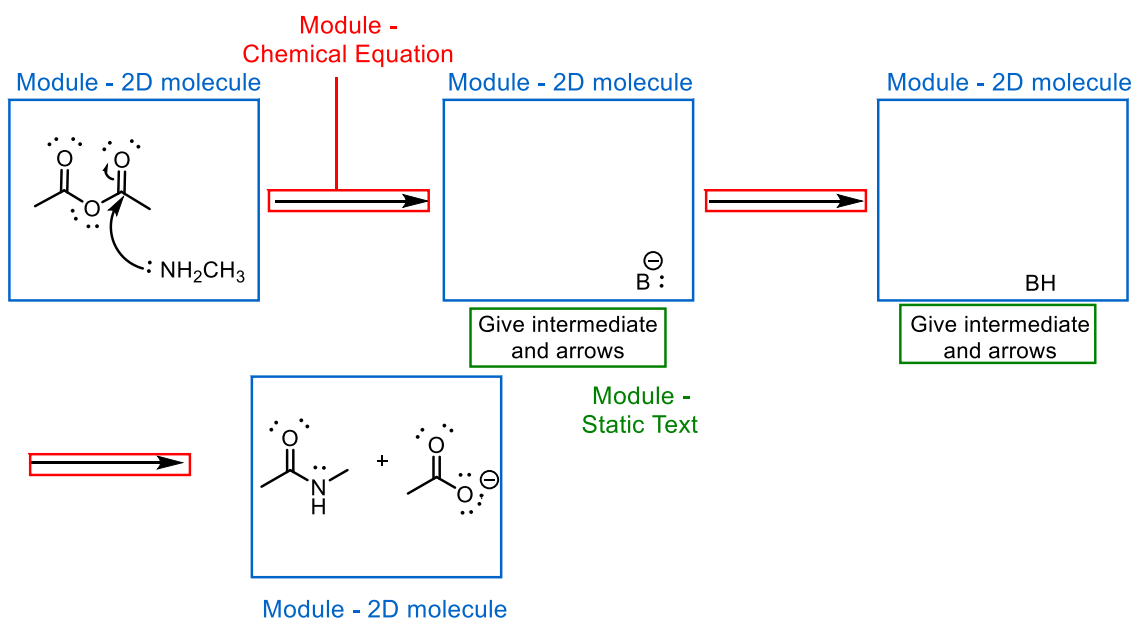 Module -
Chemical Equation
Module - 2D molecule
Module - 2D molecule
Module - 2D molecule
O
O
O
:NH₂CH₃
⊖
B:
BH
Give intermediate
and arrows
Give intermediate
and arrows
Module -
Static Text
O
N
H
+
O
O
⊖
Module - 2D molecule